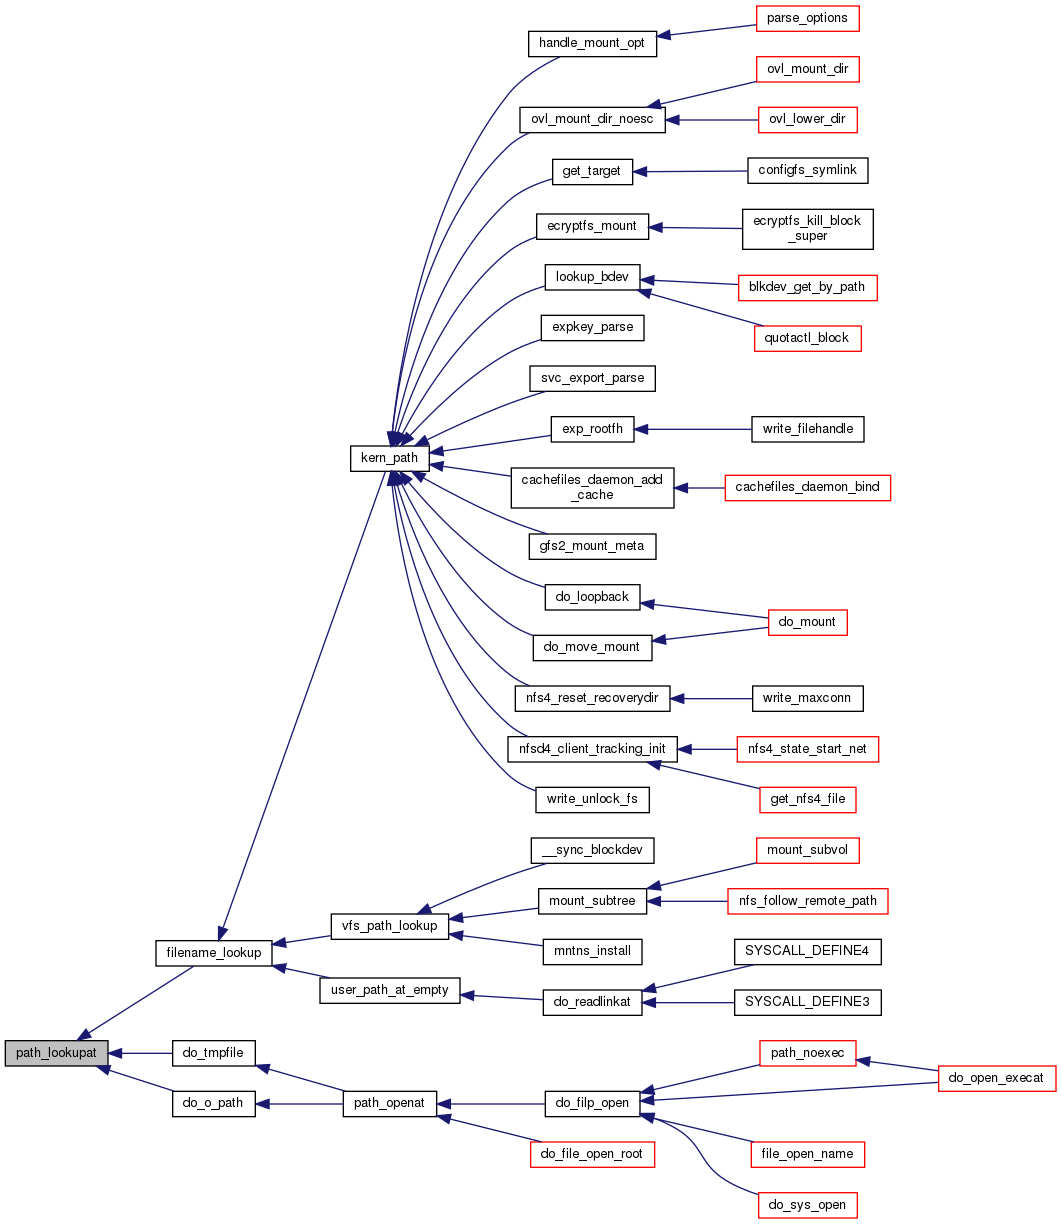 parse_options
handle_mount_opt
ovl_mount_dir
ovl_mount_dir_noesc
ovl_lower_dir
get_target
configfs_symlink
ecryptfs_mount
ecryptfs_kill_block
_super
lookup_bdev
blkdev_get_by_path
expkey_parse
quotactl_block
svc_export_parse
exp_rootfh
write_filehandle
kern_path
cachefiles_daemon_add
_cache
cachefiles_daemon_bind
gfs2_mount_meta
do_loopback
do_mount
do_move_mount
nfs4_reset_recoverydir
write_maxconn
nfsd4_client_tracking_init
nfs4_state_start_net
write_unlock_fs
get_nfs4_file
__sync_blockdev
mount_subvol
mount_subtree
nfs_follow_remote_path
vfs_path_lookup
filename_lookup
mntns_install
SYSCALL_DEFINE4
user_path_at_empty
do_readlinkat
SYSCALL_DEFINE3
path_lookupat
do_tmpfile
path_noexec
do_open_execat
do_o_path
path_openat
do_filp_open
do_file_open_root
file_open_name
do_sys_open